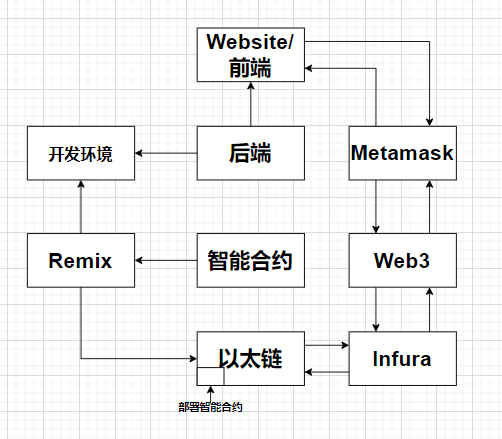 Website/
前端
开发环境
后端
Metamask
Remix
智能合约
Web3
以太链
Infura
部署智能合约